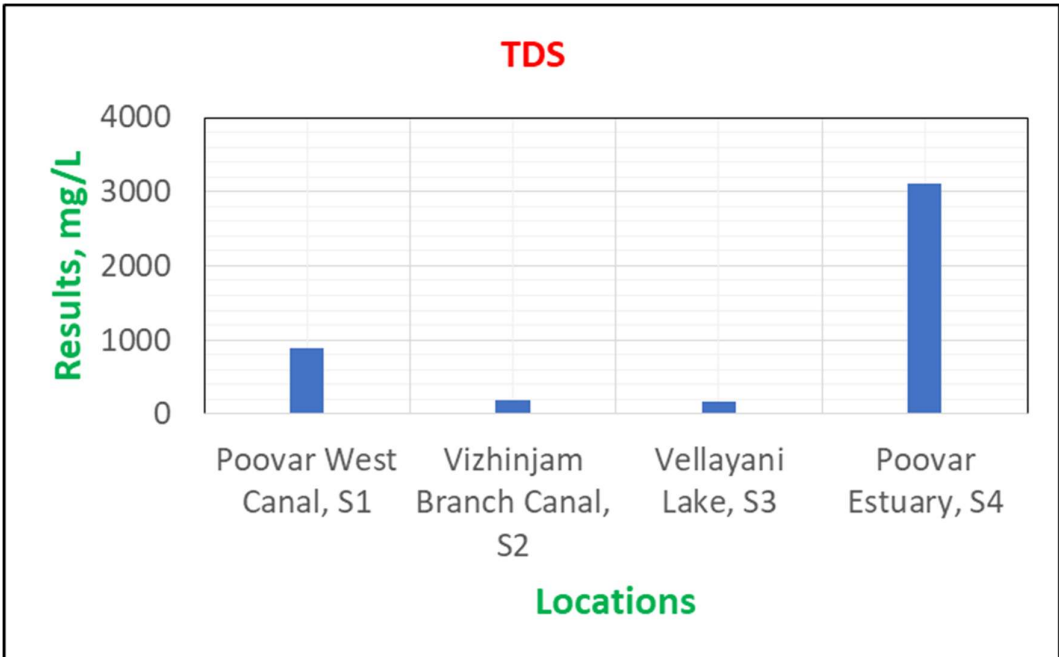 TDS
Results, mg/L
4000
3000
2000
1000
0
Poovar West
Canal, S1
Vizhinjam
Branch Canal,
S2
Vellayani
Lake, S3
Poovar
Estuary, S4
Locations